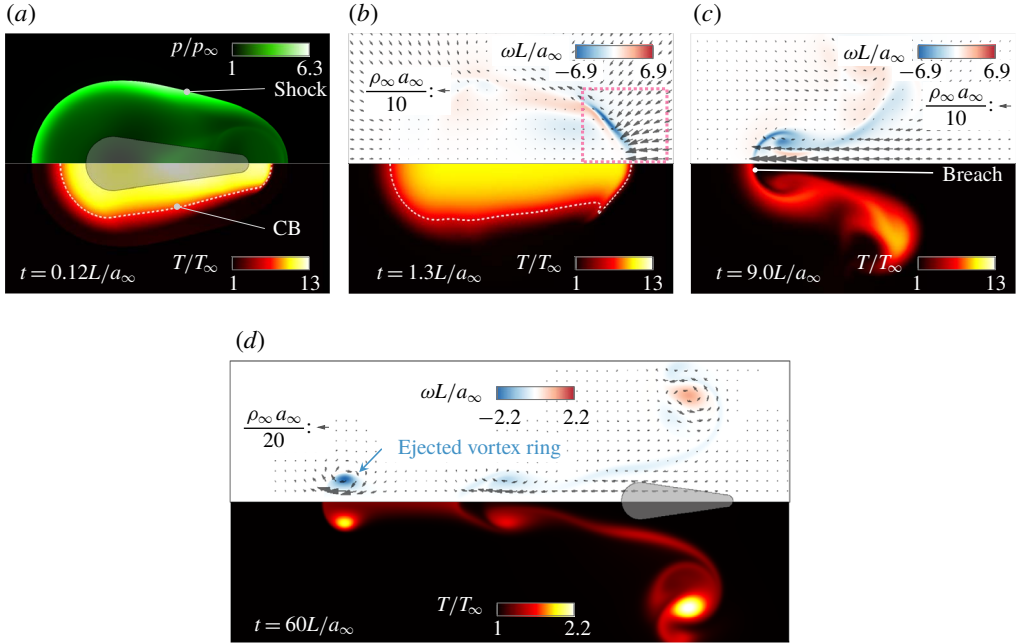 (a)
p/p∞
1 6.3
Shock
CB
t = 0.12L/a∞
T/T∞
1 13
(b)
ωL/a∞
−6.9 6.9
ρ∞ a∞
10 :
t = 1.3L/a∞
T/T∞
1 13
(c)
ωL/a∞
−6.9 6.9
ρ∞ a∞
10 :
Breach
t = 9.0L/a∞
T/T∞
1 13
(d)
ωL/a∞
−2.2 2.2
ρ∞ a∞
20 :
Ejected vortex ring
t = 60L/a∞
T/T∞
1 2.2